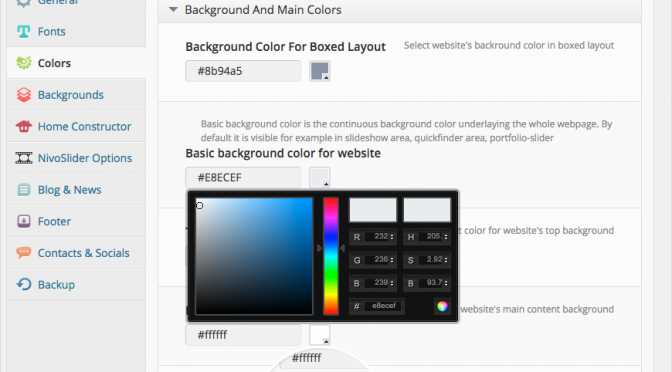 General
Fonts
Colors
Backgrounds
Home Constructor
NivoSlider Options
Blog & News
Footer
Contacts & Socials
Backup
Background And Main Colors
Background Color For Boxed Layout
Select website's backround color in boxed layout
#8b94a5
Basic background color is the continuous background color underlaying the whole webpage. By
default it is visible for example in slideshow area, quickfinder area, portfolio-slider
Basic background color for website
#E8ECEF
R 232 H 205.
G 236 S 2.92
B 239 B 93.7
# e8ecef
color for website's top background
website's main content background
#ffffff
#ffffff